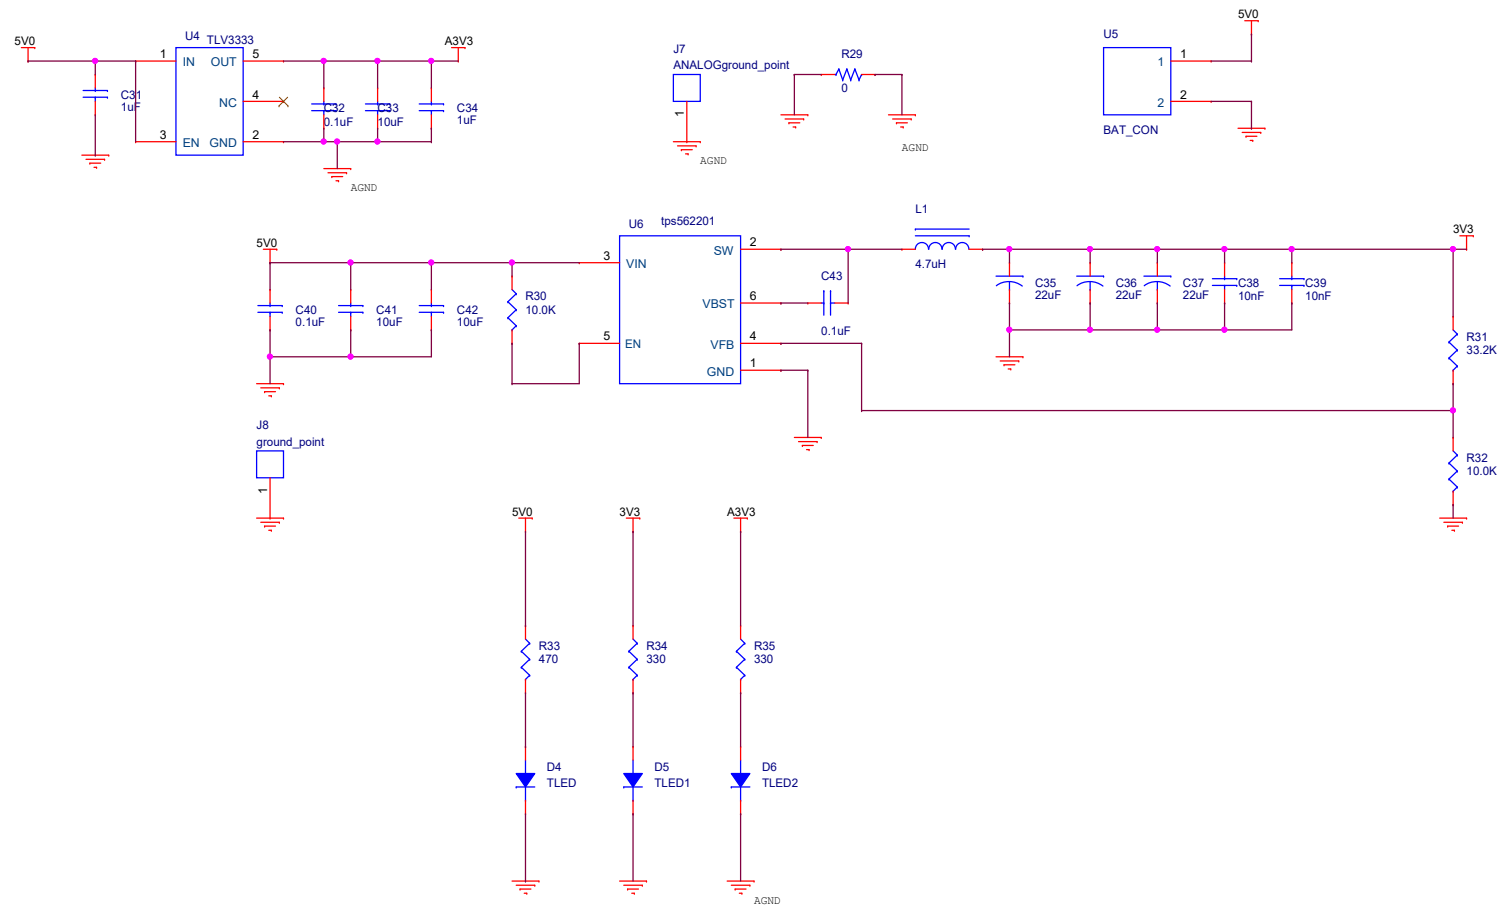 5V0
U4 TLV3333
A3V3
1
IN
OUT
5
NC
4
3
EN
GND
2
C31
1uF
C32
0.1uF
C33
10uF
C34
1uF
AGND
J7
ANALOGground_point
1
AGND
R29
0
AGND
U5
5V0
1
1
2
2
BAT_CON
5V0
U6
tps562201
3
VIN
SW
2
VBST
6
5
EN
VFB
4
GND
1
C40
0.1uF
C41
10uF
C42
10uF
R30
10.0K
C43
0.1uF
L1
4.7uH
3V3
C35
22uF
C36
22uF
C37
22uF
C38
10nF
C39
10nF
R31
33.2K
R32
10.0K
J8
ground_point
1
5V0
3V3
A3V3
R33
470
R34
330
R35
330
D4
TLED
D5
TLED1
D6
TLED2
AGND